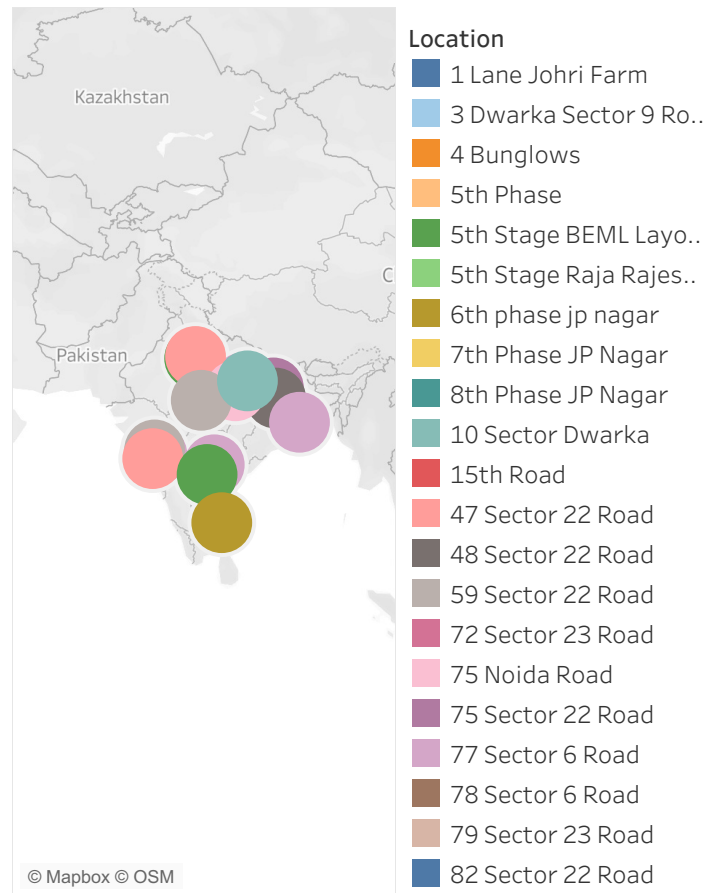 Kazakhstan
Pakistan
C
© Mapbox © OSM
Location
1 Lane Johri Farm
3 Dwarka Sector 9 Ro..
4 Bunglows
5th Phase
5th Stage BEML Layo..
5th Stage Raja Rajes..
6th phase jp nagar
7th Phase JP Nagar
8th Phase JP Nagar
10 Sector Dwarka
15th Road
47 Sector 22 Road
48 Sector 22 Road
59 Sector 22 Road
72 Sector 23 Road
75 Noida Road
75 Sector 22 Road
77 Sector 6 Road
78 Sector 6 Road
79 Sector 23 Road
82 Sector 22 Road